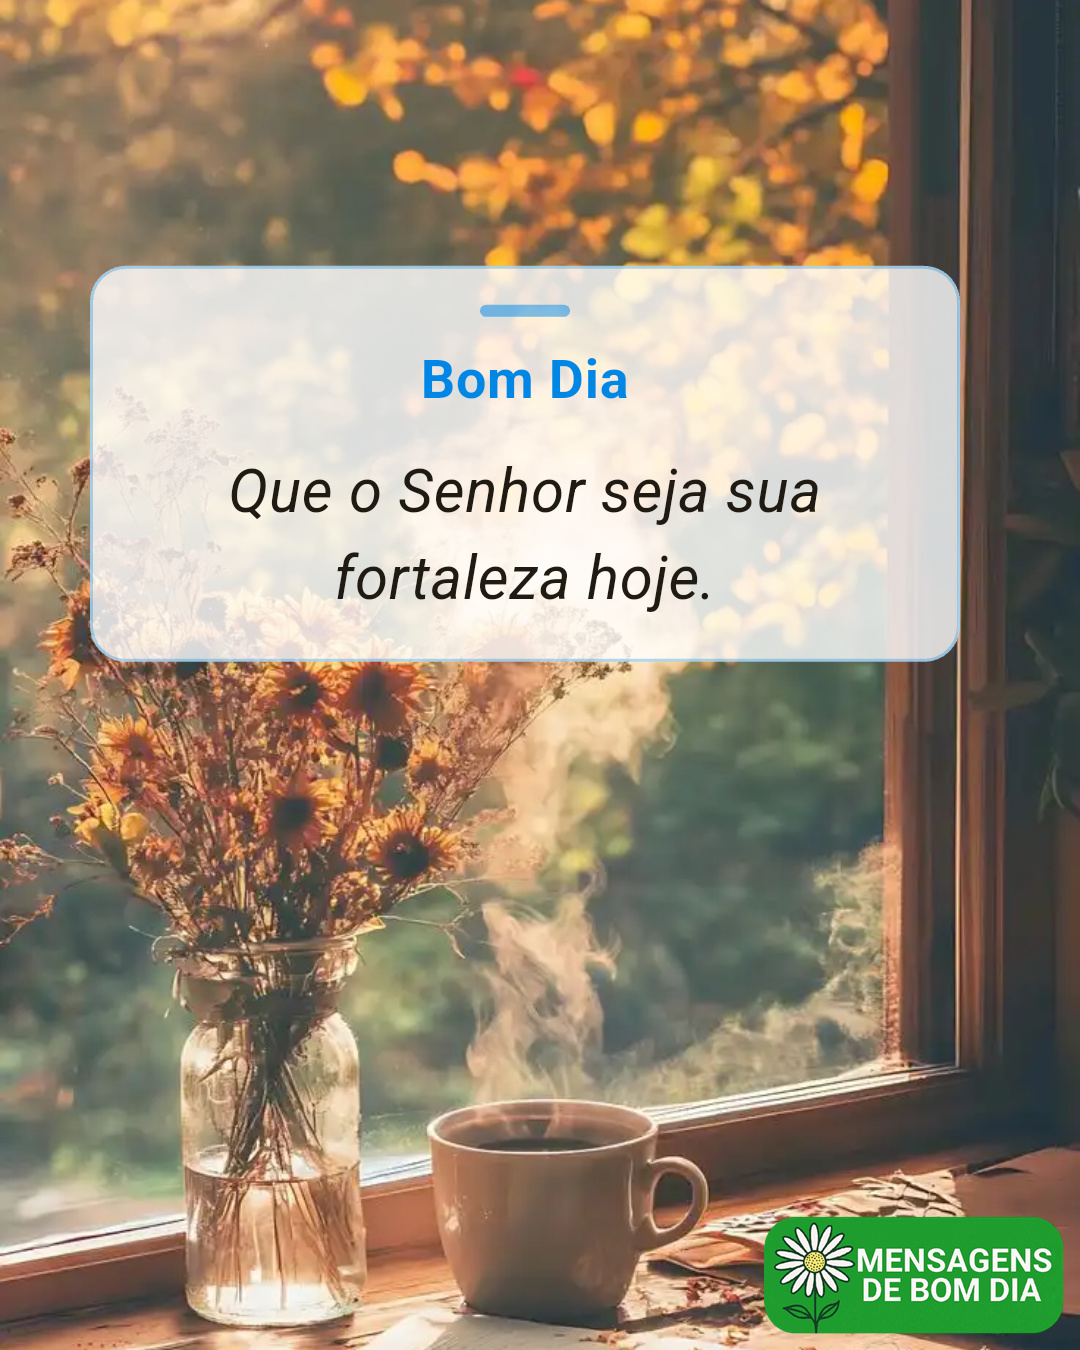 Bom Dia
Que o Senhor seja sua
fortaleza hoje.
MENSAGENS
DE BOM DIA